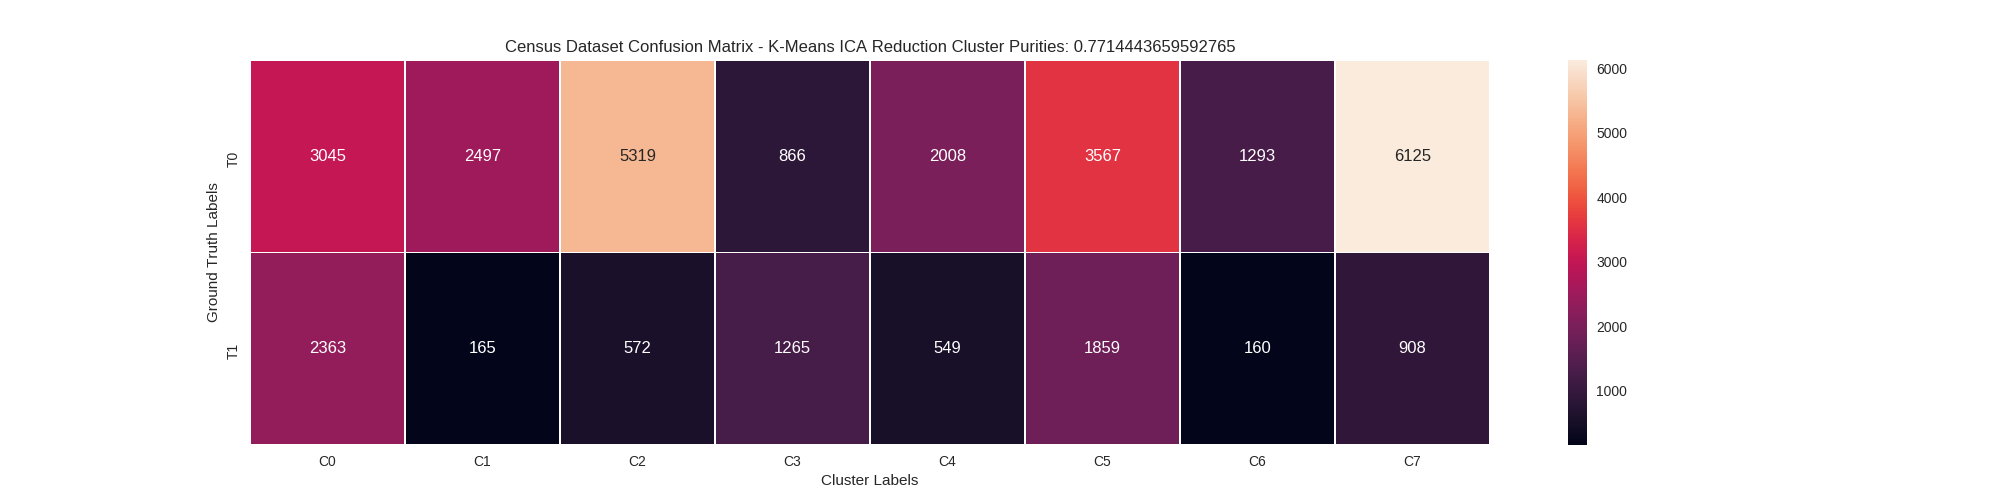 Census Dataset Confusion Matrix - K-Means ICA Reduction Cluster Purities: 0.7714443659592765
Ground Truth Labels
T0
3045 2497 5319 866 2008 3567 1293 6125
T1
2363 165 572 1265 549 1859 160 908
C0 C1 C2 C3 C4 C5 C6 C7
Cluster Labels
6000
5000
4000
3000
2000
1000